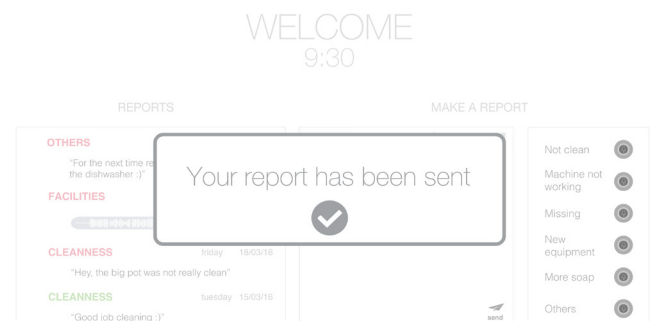 WELCOME
9:30
REPORTS
MAKE A REPORT
OTHERS
"For the next time re
the dishwasher :)"
FACILITIES
CLEANNESS friday 18/03/16
"Hey, the big pot was not really clean"
CLEANNESS tuesday 15/03/16
"Good job cleaning :)"
Your report has been sent
send
Not clean
Machine not
working
Missing
New
equipment
More soap
Others